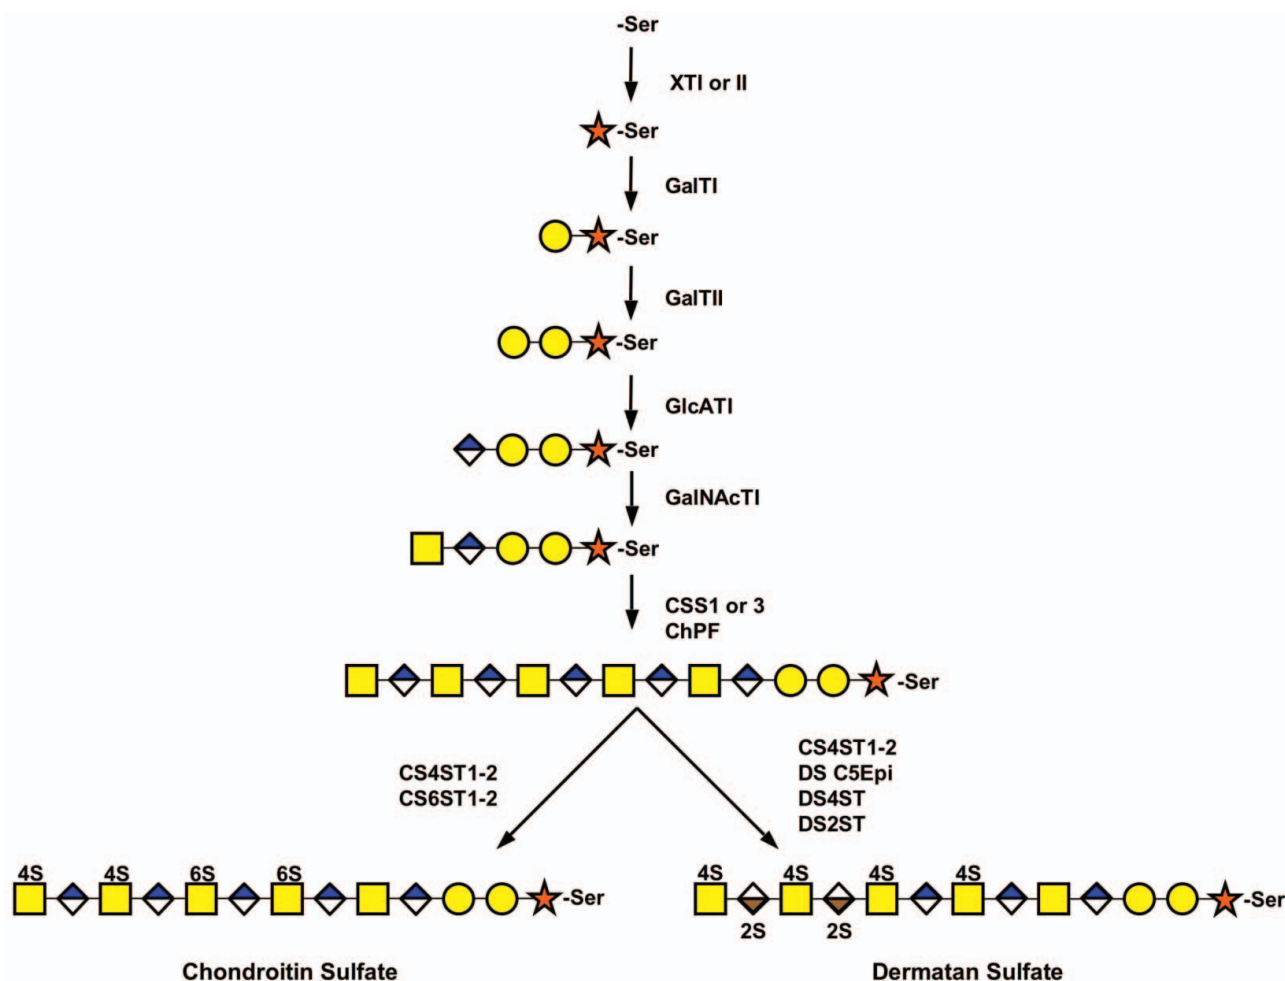 -Ser
XTI or II
-Ser
GalTI
-Ser
GalTII
-Ser
GlcATI
-Ser
GalNAcTI
-Ser
CSS1 or 3
ChPF
-Ser
CS4ST1-2
CS6ST1-2
CS4ST1-2
DS C5Epi
DS4ST
DS2ST
4S 4S 6S 6S
-Ser
4S 4S 4S 4S
-Ser
2S 2S
Chondroitin Sulfate
Dermatan Sulfate